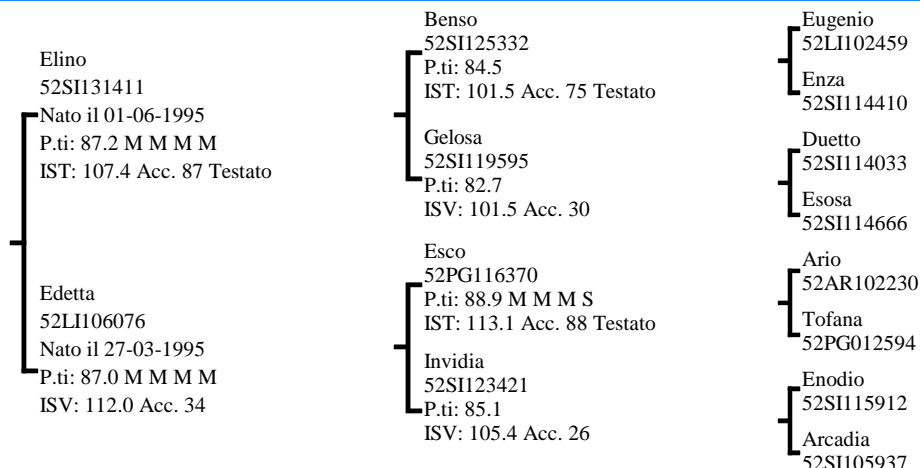 Elino
52SI131411
Nato il 01-06-1995
P.ti: 87.2 M M M M
IST: 107.4 Acc. 87 Testato
Edetta
52LI106076
Nato il 27-03-1995
P.ti: 87.0 M M M M
ISV: 112.0 Acc. 34
Benso
52SI125332
P.ti: 84.5
IST: 101.5 Acc. 75 Testato
Gelosa
52SI119595
P.ti: 82.7
ISV: 101.5 Acc. 30
Esco
52PG116370
P.ti: 88.9 M M M S
IST: 113.1 Acc. 88 Testato
Invidia
52SI123421
P.ti: 85.1
ISV: 105.4 Acc. 26
Eugenio
52LI102459
Enza
52SI114410
Duetto
52SI114033
Esosa
52SI114666
Ario
52AR102230
Tofana
52PG012594
Enodio
52SI115912
Arcadia
52SI105937